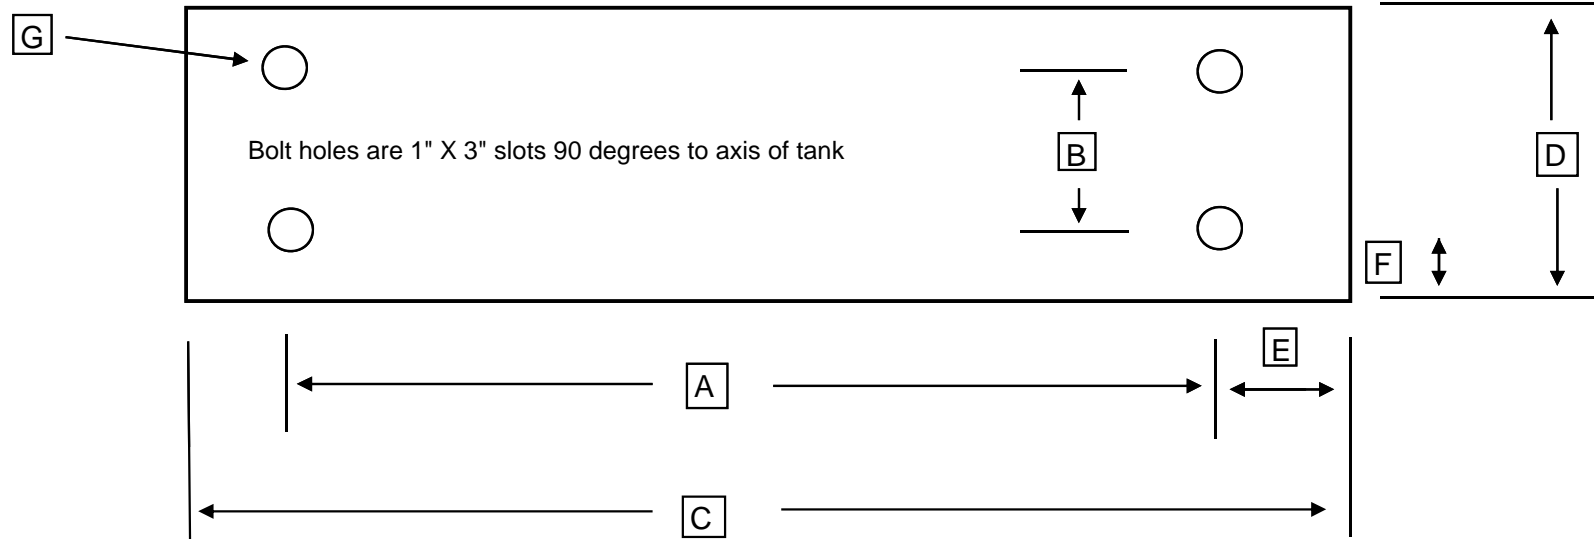 G
Bolt holes are 1" X 3" slots 90 degrees to axis of tank
B
D
F
E
A
C